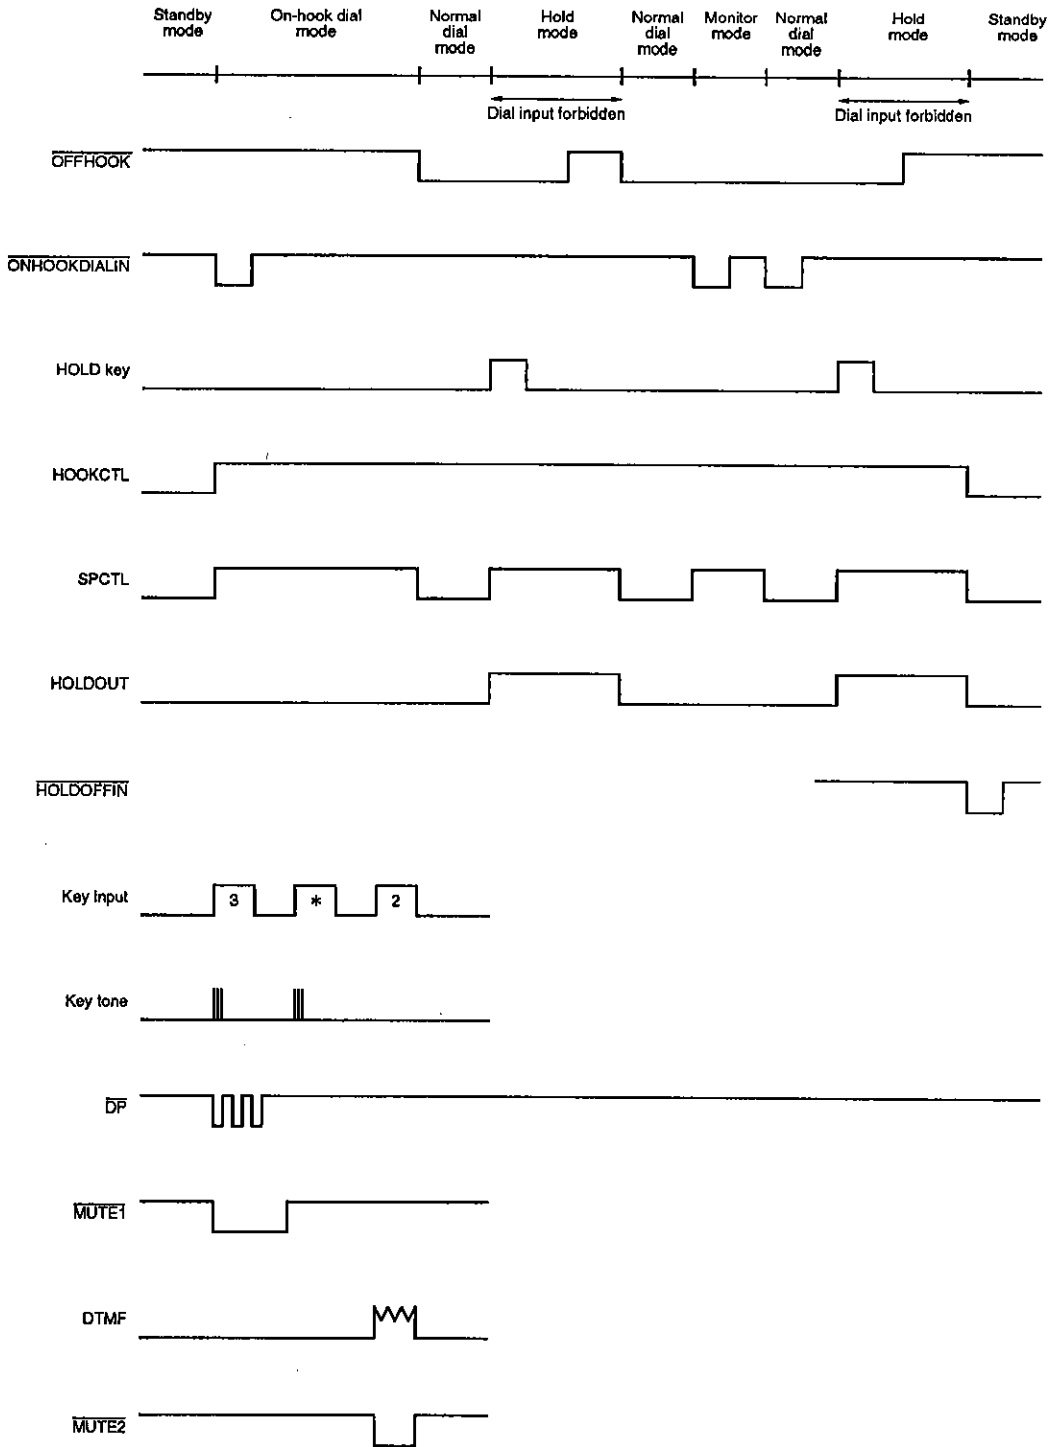 Standby mode
On-hook dial mode
Normal dial mode
Hold mode
Normal dial mode
Monitor mode
Normal dial mode
Hold mode
Standby mode
Dial input forbidden
Dial input forbidden
OFFHOOK
ONHOOKDIALIN
HOLD key
HOOKCTL
SPCTL
HOLDOUT
HOLDOFFIN
Key input
3
*
2
Key tone
DP
MUTE1
DTMF
MUTE2